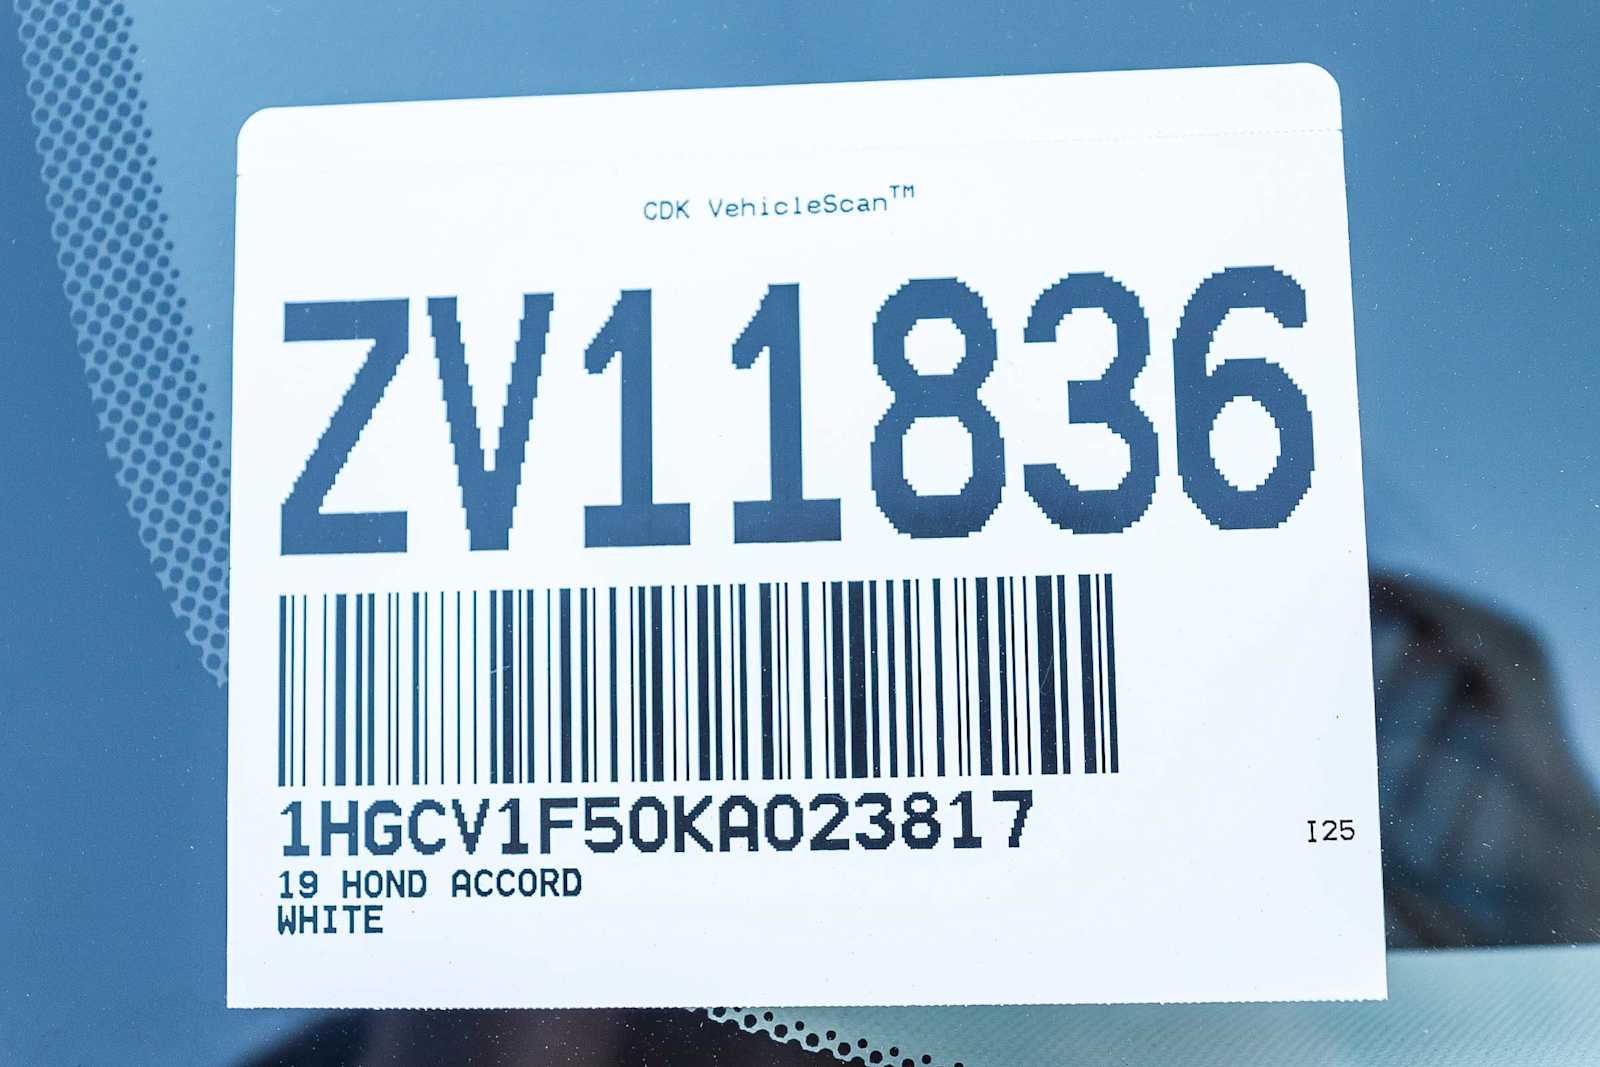 CDK VehicleScan™
ZV11836
1HGCV1F50KA023817
19 HOND ACCORD
WHITE
I25